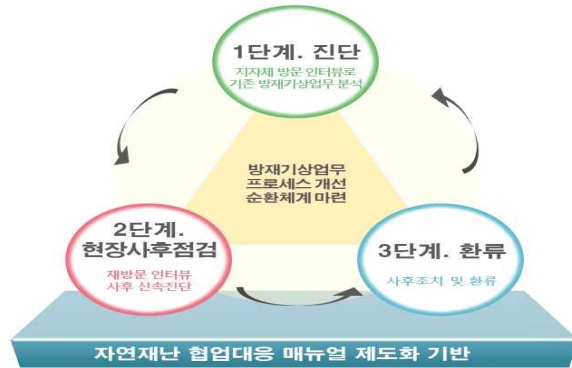 1단계. 진단
지자체 방문 인터뷰로
기존 방재기상업무 분석
방재기상업무
프로세스 개선
순환체계 마련
2단계.
현장사후점검
재방문 인터뷰
사후 신속진단
3단계. 환류
사후조치 및 환류
자연재난 협업대응 매뉴얼 제도화 기반